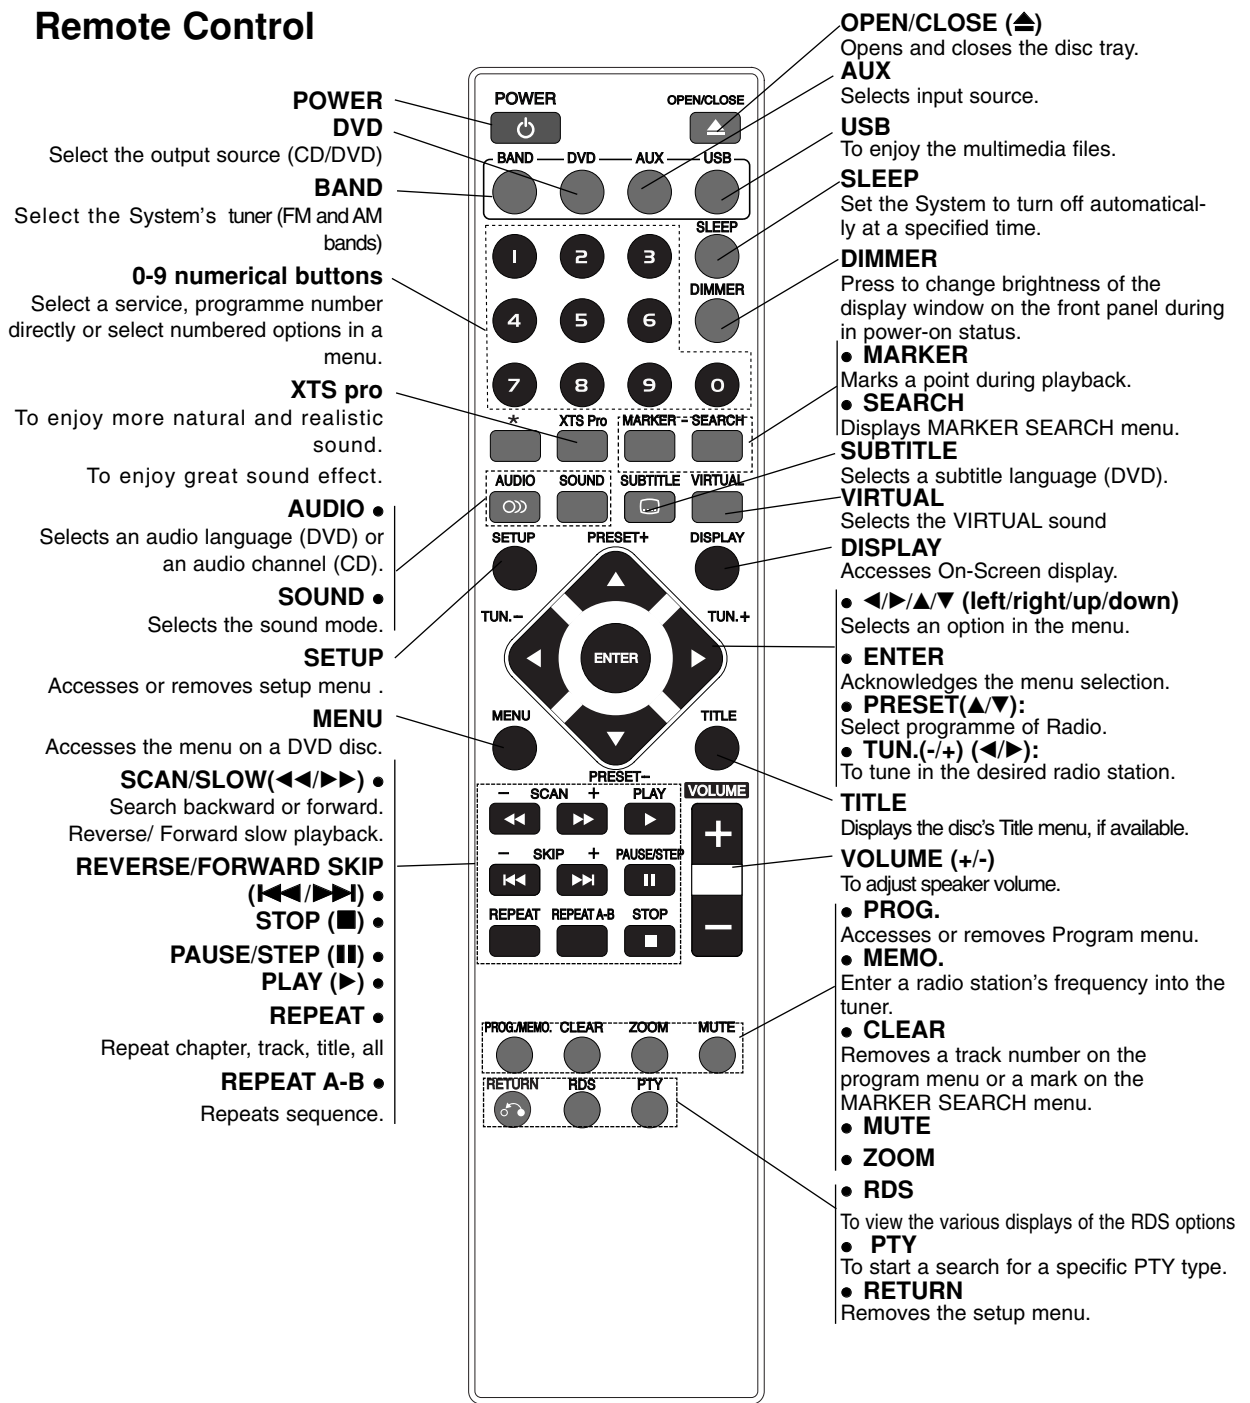 Remote Control
POWER
DVD
Select the output source (CD/DVD)
BAND
Select the System's tuner (FM and AM
bands)
0-9 numerical buttons
Select a service, programme number
directly or select numbered options in a
menu.
XTS pro
To enjoy more natural and realistic
sound.
To enjoy great sound effect.
AUDIO ●
Selects an audio language (DVD) or
an audio channel (CD).
SOUND ●
Selects the sound mode.
SETUP
Accesses or removes setup menu .
MENU
Accesses the menu on a DVD disc.
SCAN/SLOW(◀◀/▶▶) ●
Search backward or forward.
Reverse/ Forward slow playback.
REVERSE/FORWARD SKIP
(|◀◀/▶▶|) ●
STOP (■) ●
PAUSE/STEP (▮▮) ●
PLAY (▶) ●
REPEAT ●
Repeat chapter, track, title, all
REPEAT A-B ●
Repeats sequence.
POWER
OPEN/CLOSE
BAND DVD AUX USB
SLEEP
1 2 3
DIMMER
4 5 6
7 8 9 0
* XTS Pro MARKER - SEARCH
AUDIO SOUND SUBTITLE VIRTUAL
SETUP PRESET+ DISPLAY
TUN.- TUN.+
ENTER
MENU TITLE
PRESET-
- SCAN + PLAY VOLUME
+
- SKIP + PAUSE/STEP
REPEAT REPEAT A-B STOP
-
PROG./MEMO. CLEAR ZOOM MUTE
RETURN RDS PTY
OPEN/CLOSE (⏏)
Opens and closes the disc tray.
AUX
Selects input source.
USB
To enjoy the multimedia files.
SLEEP
Set the System to turn off automatical-
ly at a specified time.
DIMMER
Press to change brightness of the
display window on the front panel during
in power-on status.
● MARKER
Marks a point during playback.
● SEARCH
Displays MARKER SEARCH menu.
SUBTITLE
Selects a subtitle language (DVD).
VIRTUAL
Selects the VIRTUAL sound
DISPLAY
Accesses On-Screen display.
● ◀/▶/▲/▼ (left/right/up/down)
Selects an option in the menu.
● ENTER
Acknowledges the menu selection.
● PRESET(▲/▼):
Select programme of Radio.
● TUN.(-/+) (◀/▶):
To tune in the desired radio station.
TITLE
Displays the disc's Title menu, if available.
VOLUME (+/-)
To adjust speaker volume.
● PROG.
Accesses or removes Program menu.
● MEMO.
Enter a radio station's frequency into the
tuner.
● CLEAR
Removes a track number on the
program menu or a mark on the
MARKER SEARCH menu.
● MUTE
● ZOOM
● RDS
To view the various displays of the RDS options
● PTY
To start a search for a specific PTY type.
● RETURN
Removes the setup menu.